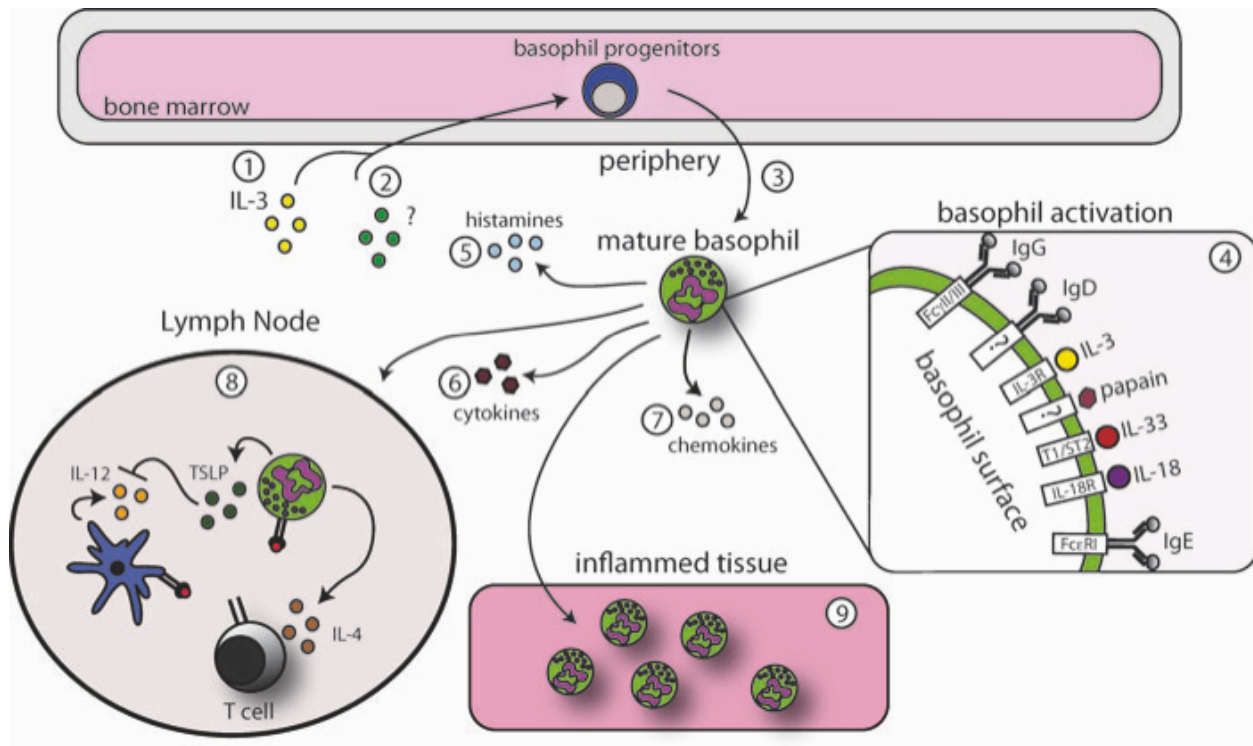 basophil progenitors
bone marrow
periphery
1
IL-3
2
?
3
histamines
5
mature basophil
basophil activation
4
IgG
FcγII/III
IgD
?
IL-3
IL-3R
papain
?
IL-33
T1/ST2
IL-18
IL-18R
IgE
FcεRI
basophil surface
6
cytokines
7
chemokines
Lymph Node
8
IL-12
TSLP
IL-4
T cell
inflammed tissue
9